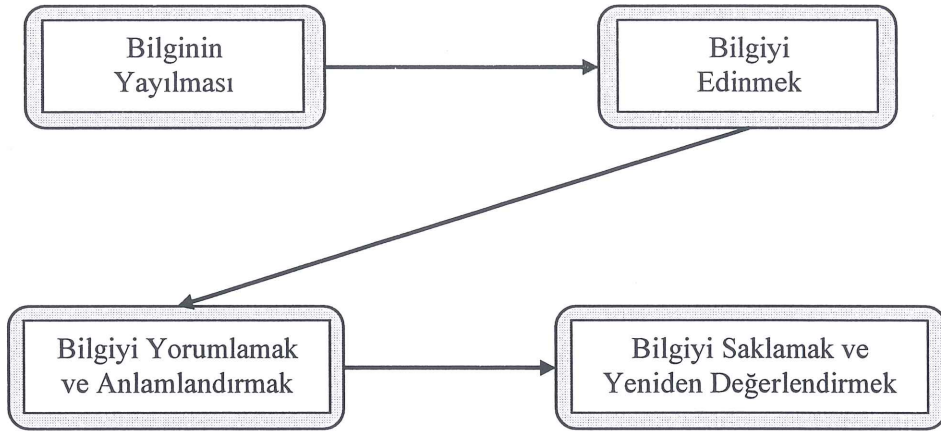 Bilginin
Yayılması
Bilgiyi
Edinmek
Bilgiyi Yorumlamak
ve Anlamlandırmak
Bilgiyi Saklamak ve
Yeniden Değerlendirmek